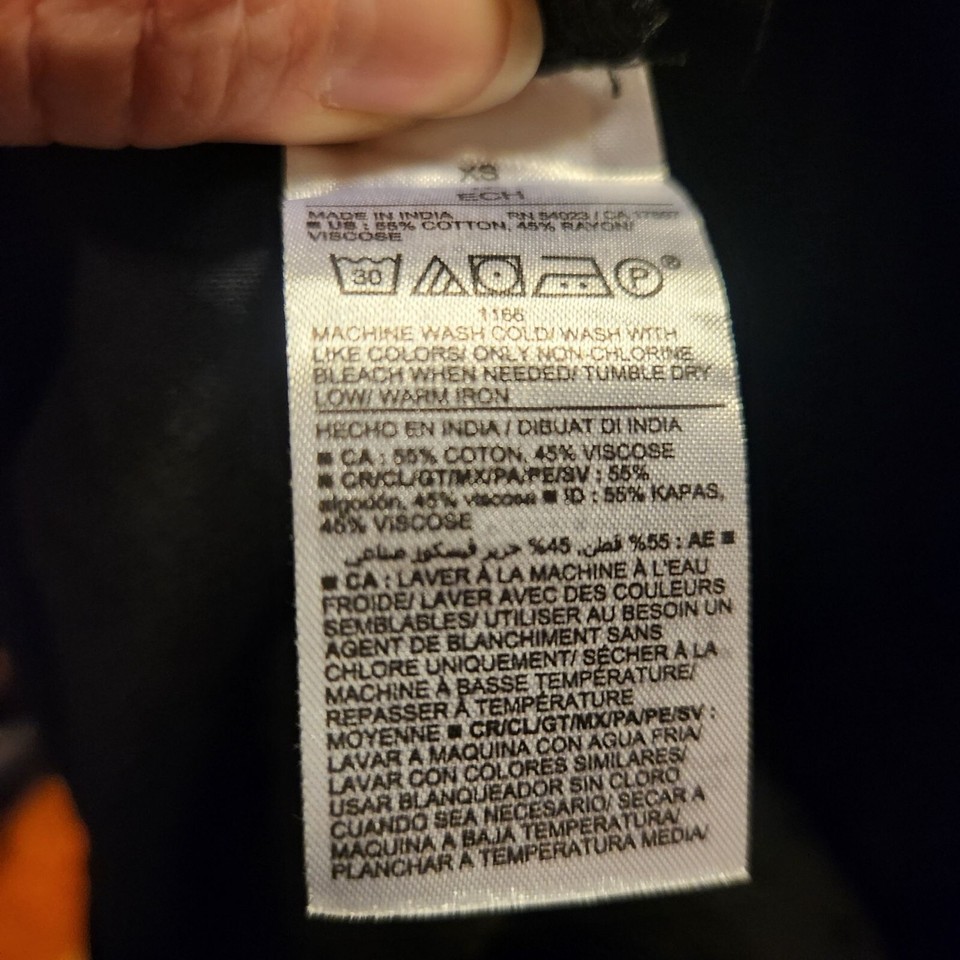 XS
ECH
MADE IN INDIA RN 54023 / CA 17897
■ US : 55% COTTON, 45% RAYON/
VISCOSE
30 P ®
1166
MACHINE WASH COLD/ WASH WITH
LIKE COLORS/ ONLY NON-CHLORINE
BLEACH WHEN NEEDED/ TUMBLE DRY
LOW/ WARM IRON
HECHO EN INDIA / DIBUAT DI INDIA
■ CA : 55% COTON, 45% VISCOSE
■ CR/CL/GT/MX/PA/PE/SV : 55%
algodón, 45% viscosa ■ ID : 55% KAPAS,
45% VISCOSE
■ AE : 55% قطن, 45% حرير فيسكوز صناعي
■ CA : LAVER À LA MACHINE À L'EAU
FROIDE/ LAVER AVEC DES COULEURS
SEMBLABLES/ UTILISER AU BESOIN UN
AGENT DE BLANCHIMENT SANS
CHLORE UNIQUEMENT/ SÉCHER À LA
MACHINE À BASSE TEMPÉRATURE/
REPASSER À TEMPÉRATURE
MOYENNE ■ CR/CL/GT/MX/PA/PE/SV :
LAVAR A MAQUINA CON AGUA FRIA/
LAVAR CON COLORES SIMILARES/
USAR BLANQUEADOR SIN CLORO
CUANDO SEA NECESARIO/ SECAR A
MAQUINA A BAJA TEMPERATURA/
PLANCHAR A TEMPERATURA MEDIA/